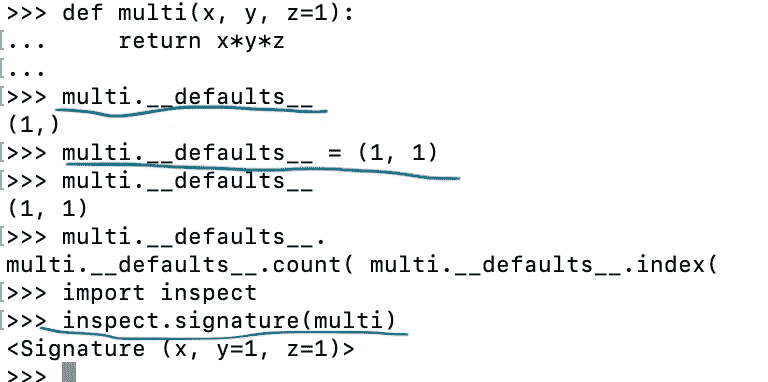 >>> def multi(x, y, z=1):
[...     return x*y*z
[...
[>>> multi.__defaults__
(1,)
[>>> multi.__defaults__ = (1, 1)
[>>> multi.__defaults__
(1, 1)
[>>> multi.__defaults__.
multi.__defaults__.count( multi.__defaults__.index(
[>>> import inspect
[>>> inspect.signature(multi)
<Signature (x, y=1, z=1)>
>>>